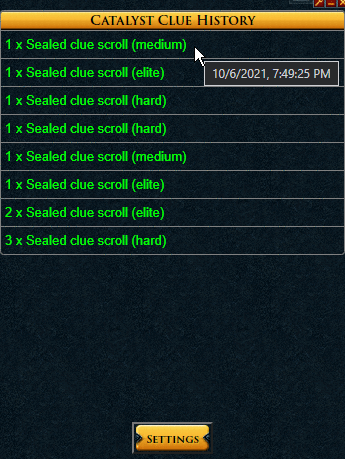 Catalyst Clue History
1 x Sealed clue scroll (medium)
1 x Sealed clue scroll (elite)
10/6/2021, 7:49:25 PM
1 x Sealed clue scroll (hard)
1 x Sealed clue scroll (hard)
1 x Sealed clue scroll (medium)
1 x Sealed clue scroll (elite)
2 x Sealed clue scroll (elite)
3 x Sealed clue scroll (hard)
Settings